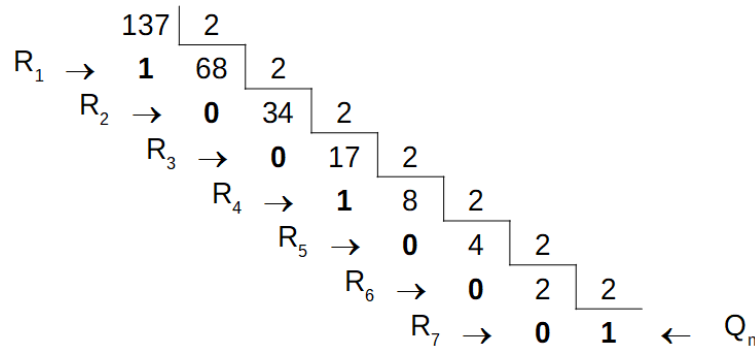 137 2
R₁ → 1 68 2
R₂ → 0 34 2
R₃ → 0 17 2
R₄ → 1 8 2
R₅ → 0 4 2
R₆ → 0 2 2
R₇ → 0 1 ← Qₙ